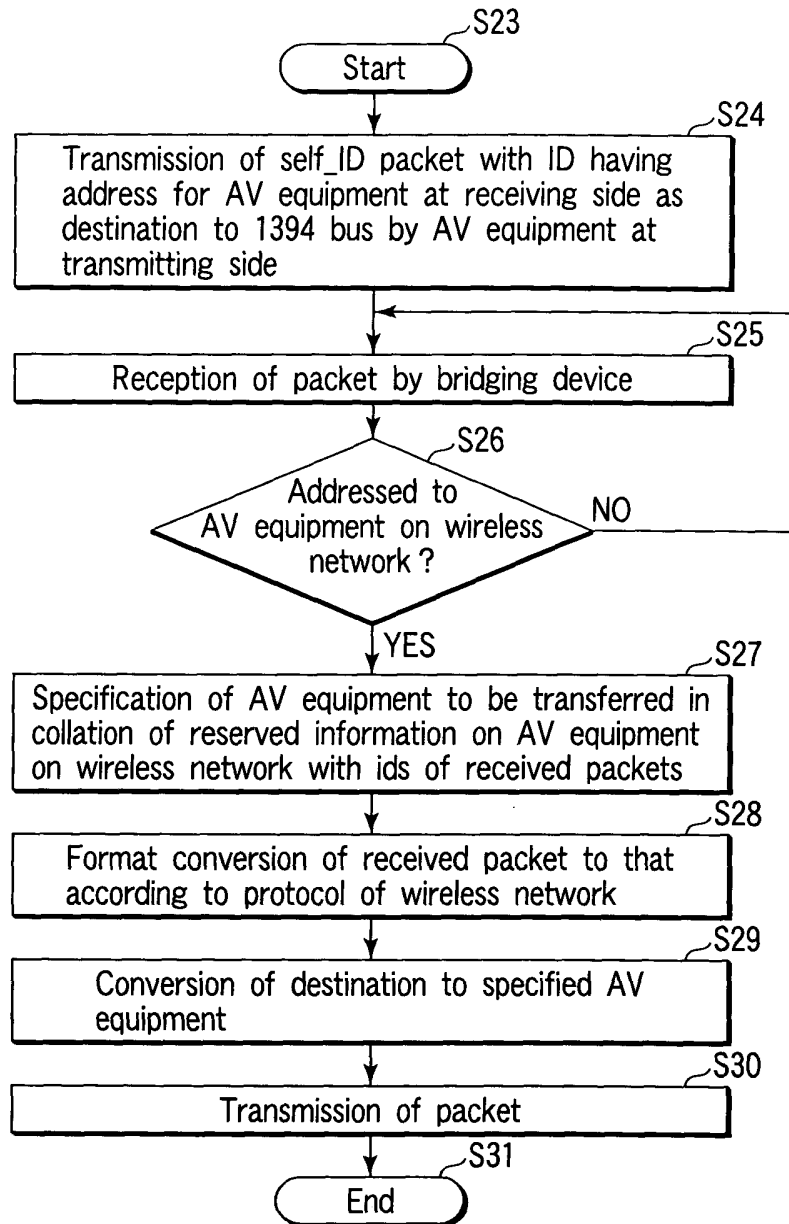 S23
Start
S24
Transmission of self_ID packet with ID having
address for AV equipment at receiving side as
destination to 1394 bus by AV equipment at
transmitting side
S25
Reception of packet by bridging device
S26
Addressed to
AV equipment on wireless
network ?
NO
YES
S27
Specification of AV equipment to be transferred in
collation of reserved information on AV equipment
on wireless network with ids of received packets
S28
Format conversion of received packet to that
according to protocol of wireless network
S29
Conversion of destination to specified AV
equipment
S30
Transmission of packet
S31
End